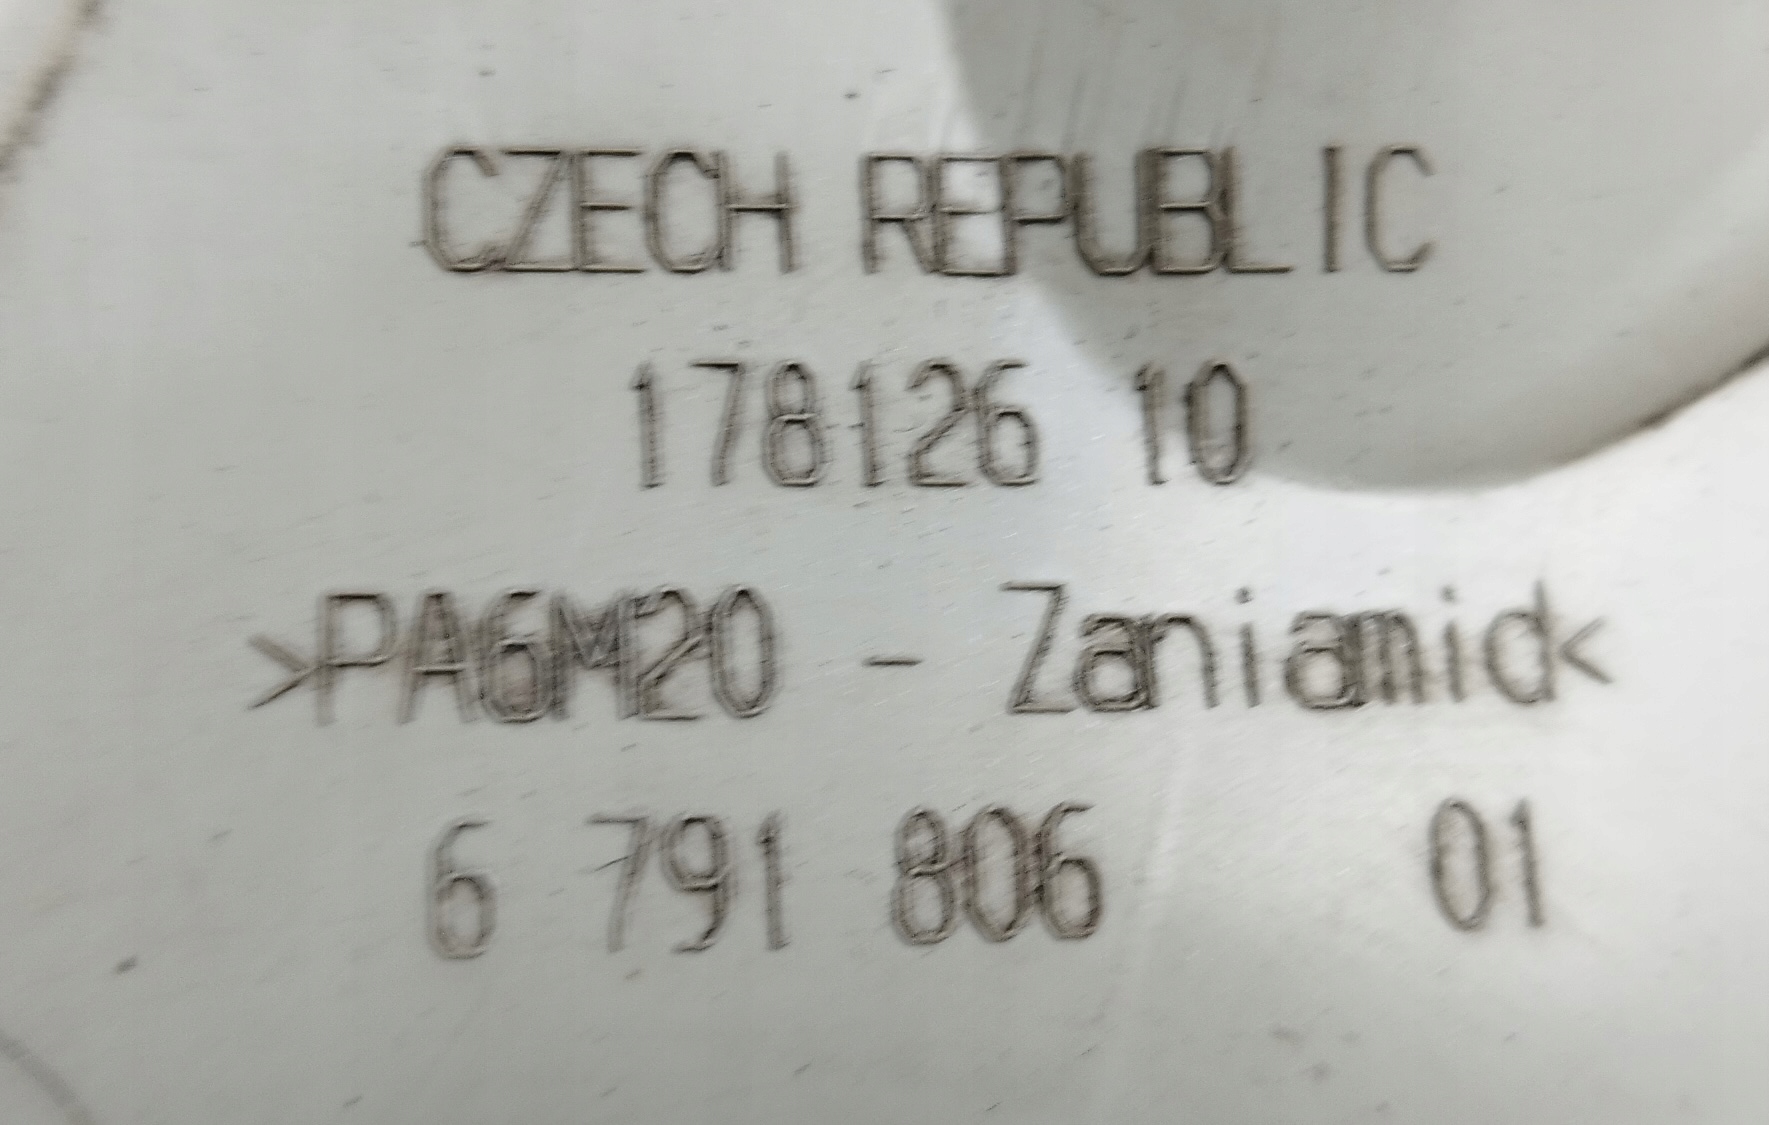 CZECH REPUBLIC
178126 10
>PA6M20 - Zaniamid<
6 791 806 01